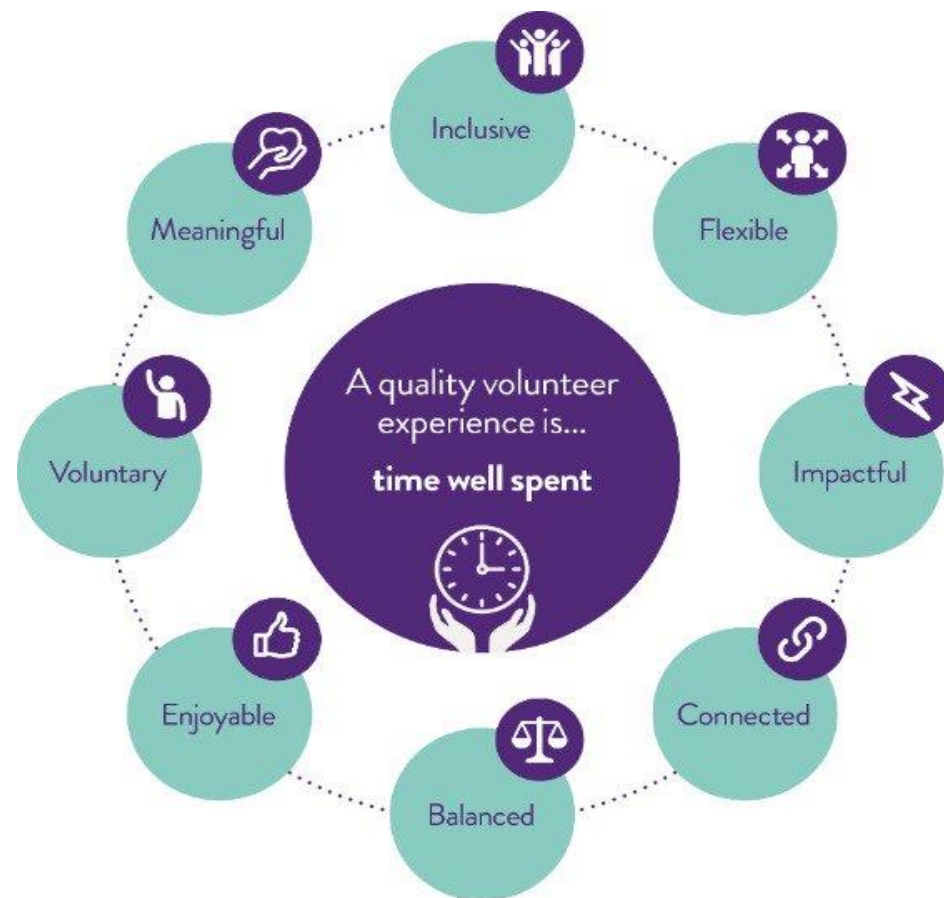 Inclusive
Meaningful
Flexible
A quality volunteer
experience is...
time well spent
Voluntary
Impactful
Enjoyable
Connected
Balanced